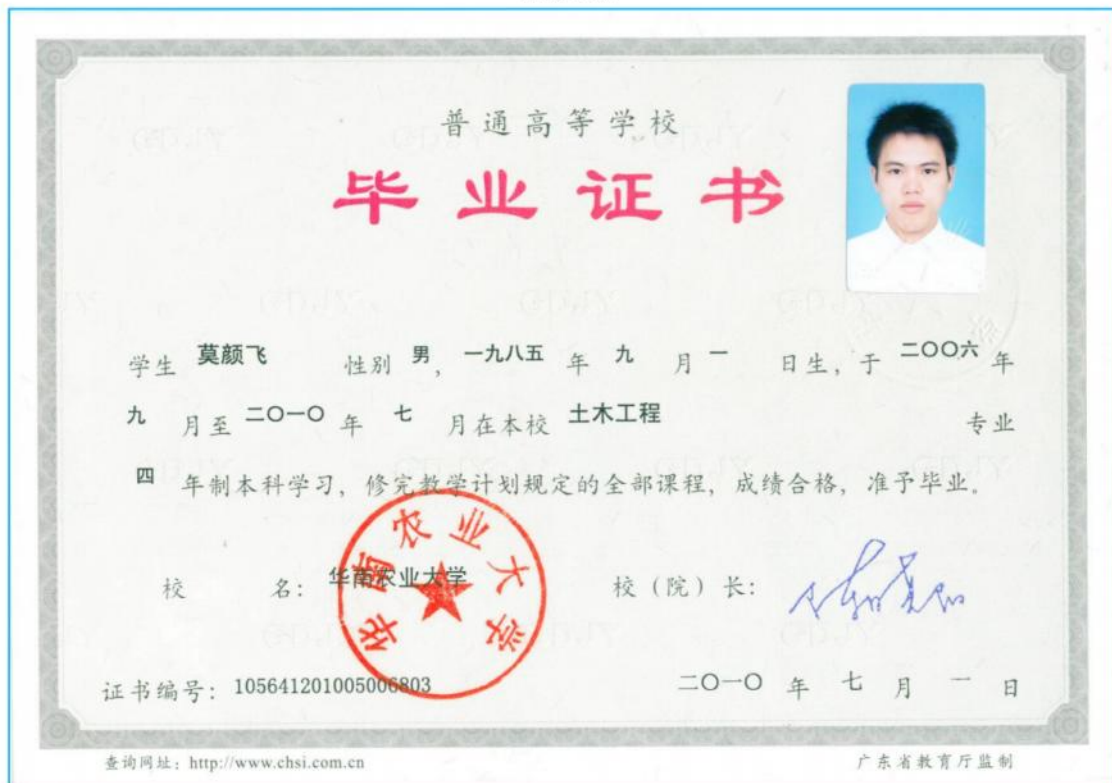 普通高等学校
毕业证书
学生 莫颜飞 性别 男, 一九八五 年 九 月 一 日生, 于 二〇〇六 年
九 月至 二〇一〇 年 七 月在本校 土木工程 专业
四 年制本科学习, 修完教学计划规定的全部课程, 成绩合格, 准予毕业。
华南农业大学
校 名: 华南农业大学 校(院)长:
证书编号: 105641201005006803 二〇一〇 年 七 月 一 日
查询网址: http://www.chsi.com.cn 广东省教育厅监制